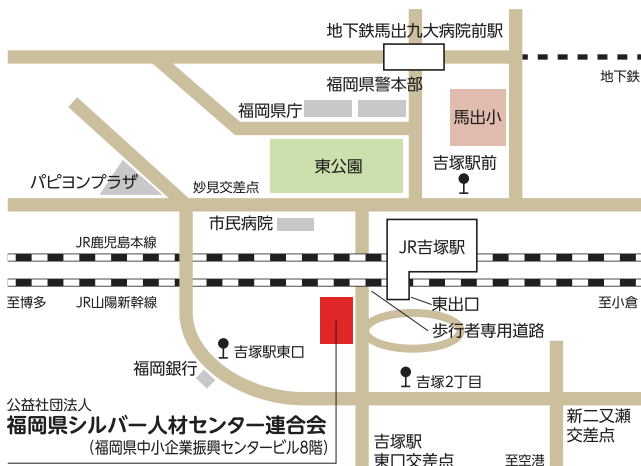 地下鉄馬出九大病院前駅
地下鉄
福岡県警本部
福岡県庁
馬出小
東公園
吉塚駅前
パピヨンプラザ
妙見交差点
市民病院
JR鹿児島本線
JR吉塚駅
至博多
JR山陽新幹線
東出口
至小倉
歩行者専用道路
吉塚駅東口
福岡銀行
吉塚2丁目
公益社団法人
福岡県シルバー人材センター連合会
(福岡県中小企業振興センタービル8階)
新二又瀬
交差点
吉塚駅
東口交差点
至空港